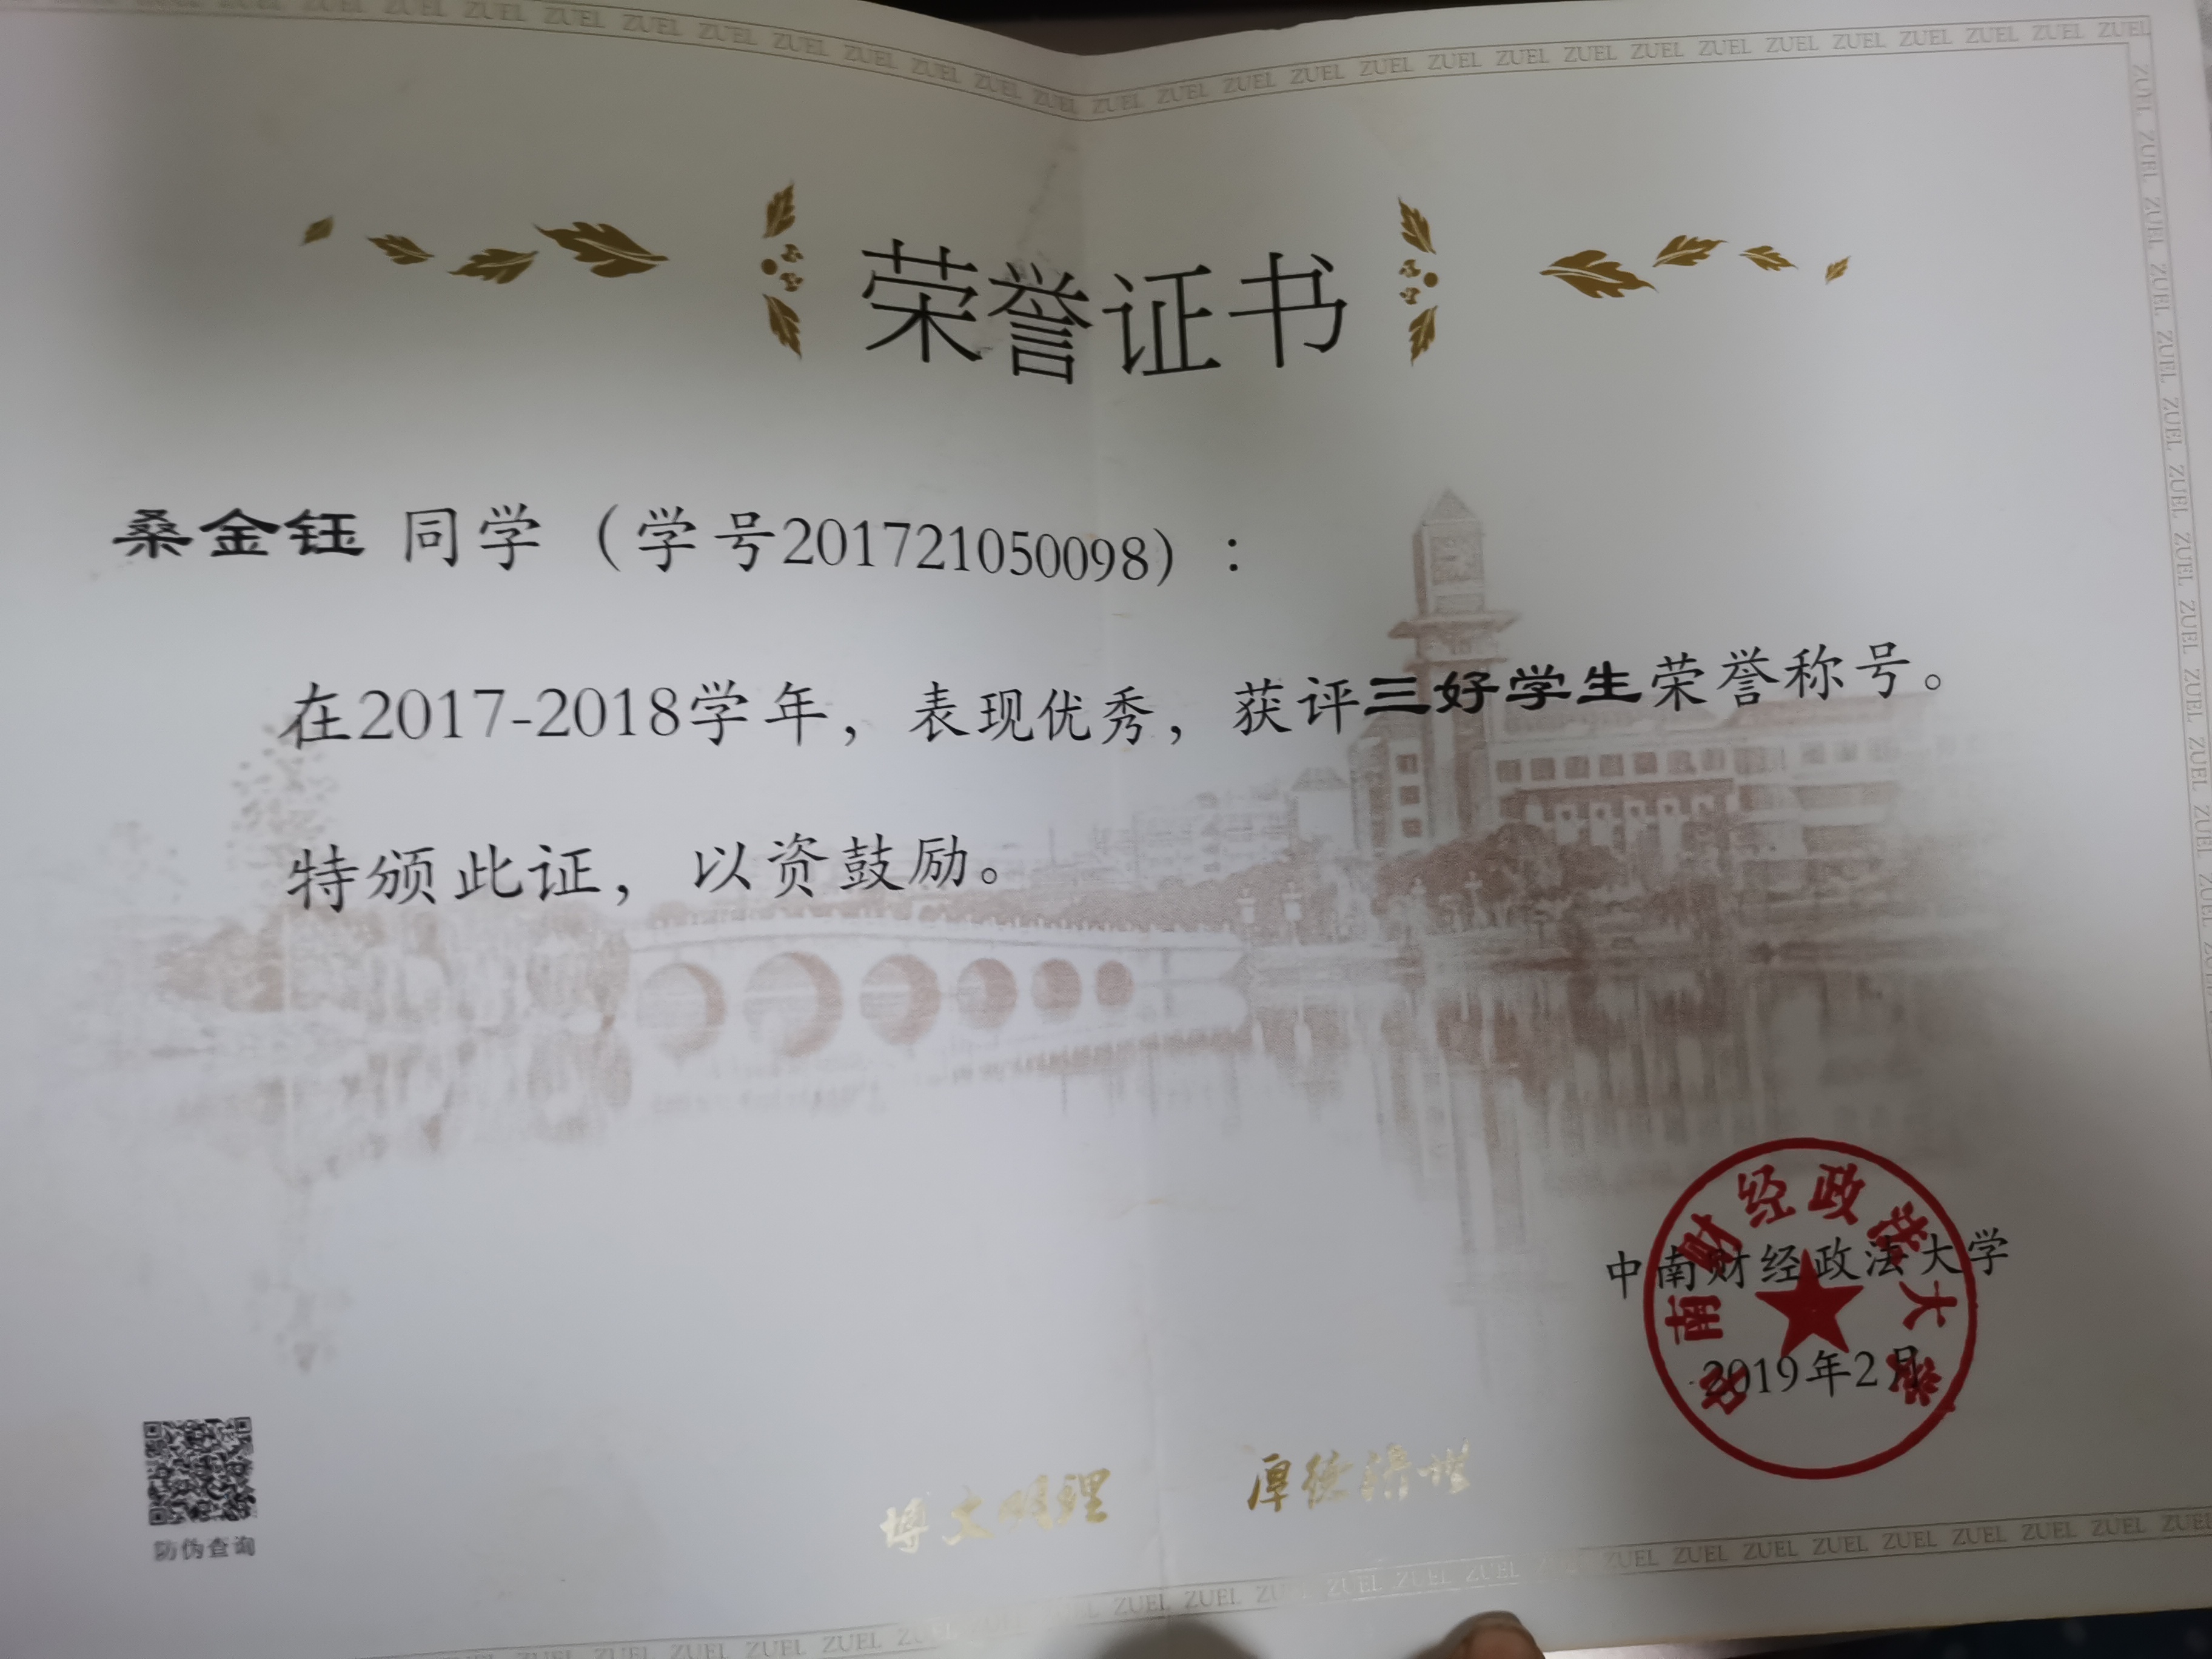 ZUEL ZUEL ZUEL ZUEL ZUEL ZUEL ZUEL ZUEL ZUEL ZUEL ZUEL ZUEL ZUEL ZUEL ZUEL ZUEL ZUEL ZUEL ZUEL ZUEL ZUEL ZUEL ZUEL ZUEL ZUEL
荣誉证书
桑金钰 同学（学号201721050098）：
在2017-2018学年，表现优秀，获评三好学生荣誉称号。
特颁此证，以资鼓励。
中南财经政法大学
中南财经政法大学
2019年2月
博文明理 厚德济世
防伪查询
ZUEL ZUEL ZUEL ZUEL ZUEL ZUEL ZUEL ZUEL ZUEL ZUEL ZUEL ZUEL ZUEL ZUEL ZUEL ZUEL